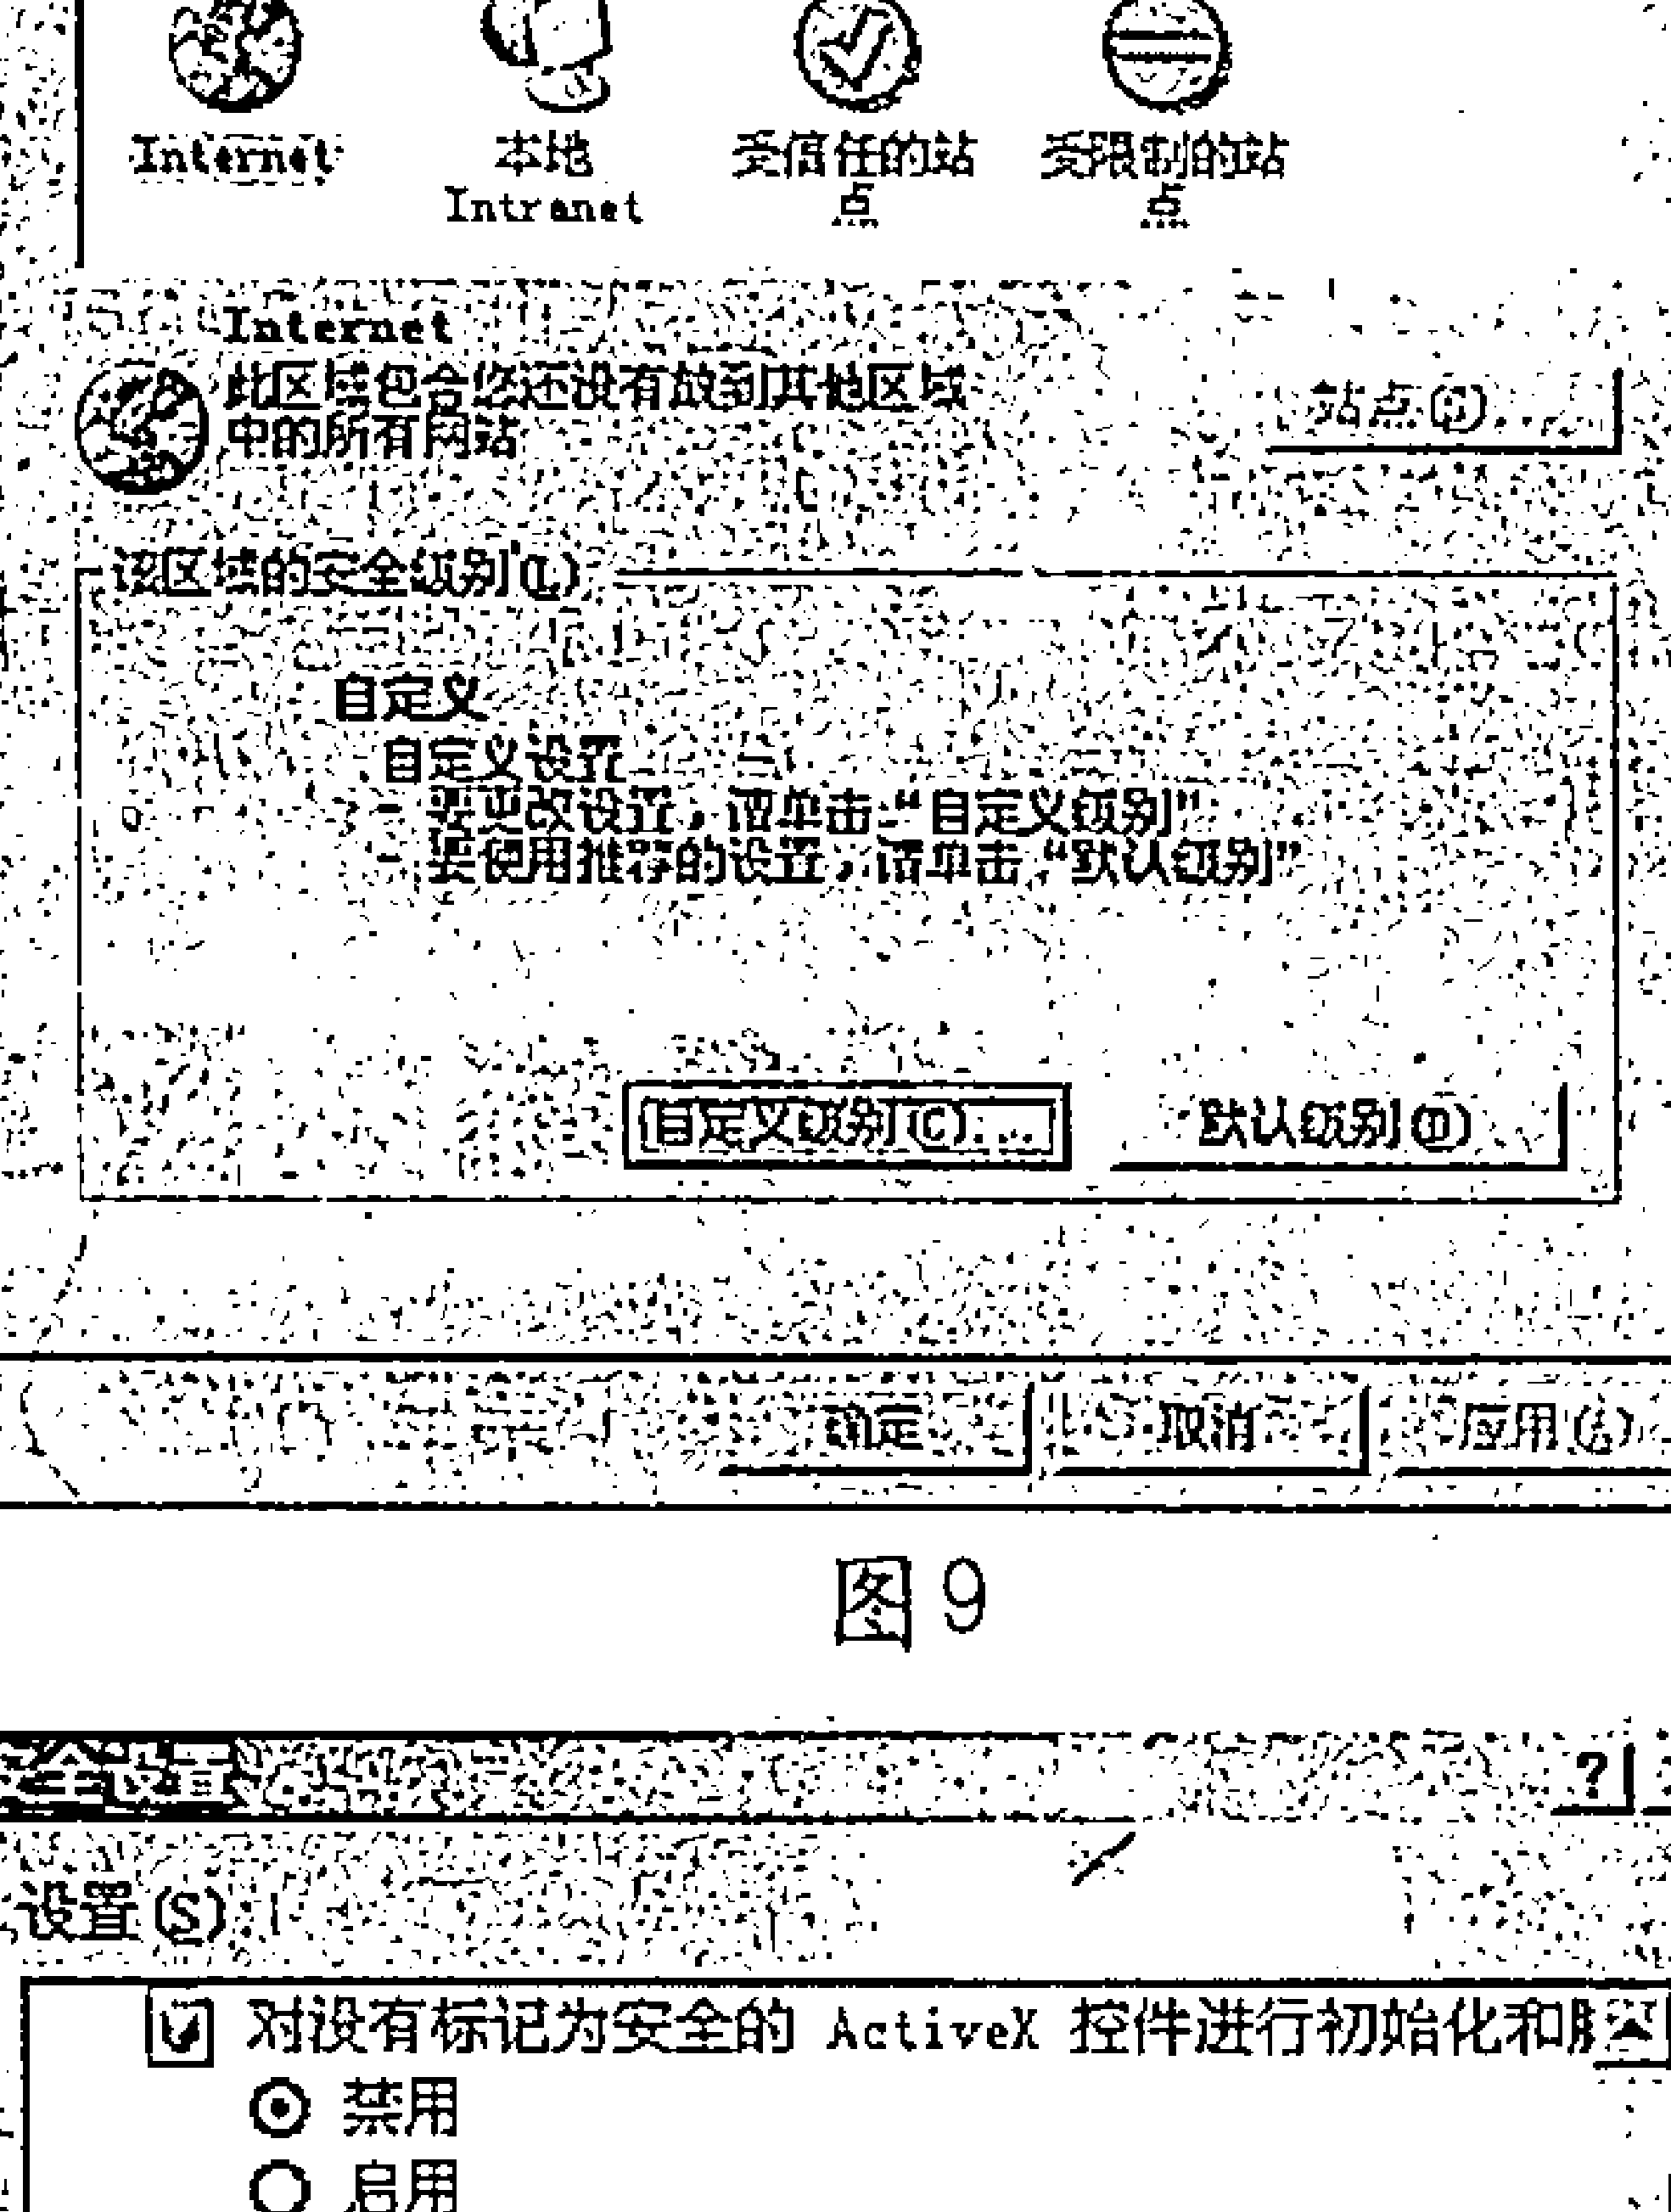 Internet
本地
Intranet
受信任的站
点
受限制的站
点
Internet
此区域包含您还没有放到其他区域
中的所有网站
站点(S)...
该区域的安全级别(L)
自定义
自定义设置
- 要更改设置，请单击“自定义级别”
- 要使用推荐的设置，请单击“默认级别”
自定义级别(C)...
默认级别(D)
确定
取消
应用(A)
图9
安全设置
?
设置(S)
对没有标记为安全的 ActiveX 控件进行初始化和
禁用
启用